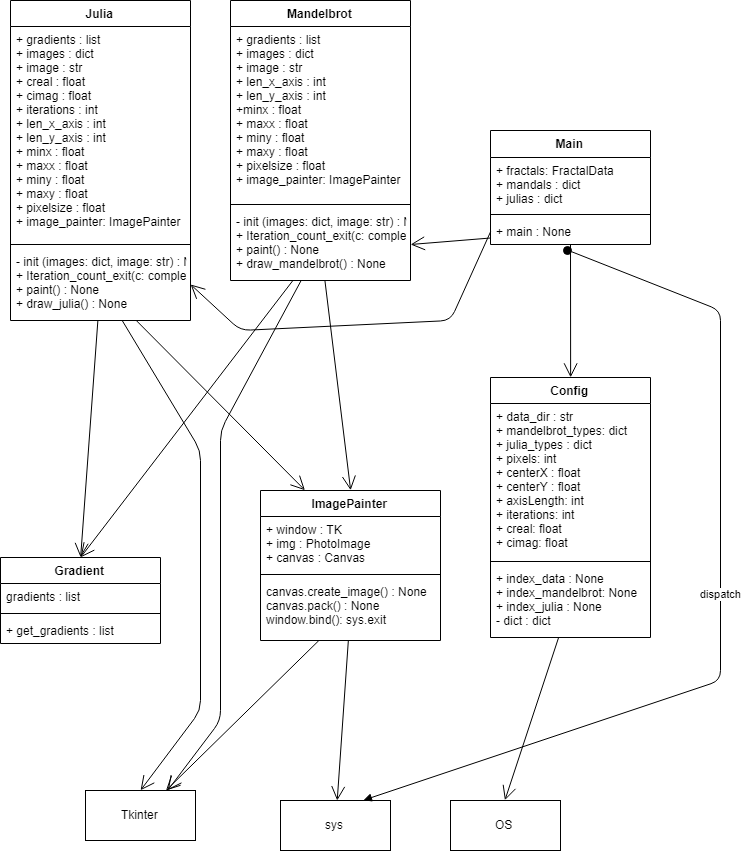 Julia
+ gradients : list
+ images : dict
+ image : str
+ creal : float
+ cimag : float
+ iterations : int
+ len_x_axis : int
+ len_y_axis : int
+ minx : float
+ maxx : float
+ miny : float
+ maxy : float
+ pixelsize : float
+ image_painter: ImagePainter
- init (images: dict, image: str) : N
+ Iteration_count_exit(c: comple
+ paint() : None
+ draw_julia() : None
Mandelbrot
+ gradients : list
+ images : dict
+ image : str
+ len_x_axis : int
+ len_y_axis : int
+minx : float
+ maxx : float
+ miny : float
+ maxy : float
+ pixelsize : float
+ image_painter: ImagePainter
- init (images: dict, image: str) : N
+ Iteration_count_exit(c: comple
+ paint() : None
+ draw_mandelbrot() : None
Main
+ fractals: FractalData
+ mandals : dict
+ julias : dict
+ main : None
Config
+ data_dir : str
+ mandelbrot_types: dict
+ julia_types : dict
+ pixels: int
+ centerX : float
+ centerY : float
+ axisLength: int
+ iterations: int
+ creal: float
+ cimag: float
+ index_data : None
+ index_mandelbrot: None
+ index_julia : None
- dict : dict
ImagePainter
+ window : TK
+ img : PhotoImage
+ canvas : Canvas
canvas.create_image() : None
canvas.pack() : None
window.bind(): sys.exit
Gradient
gradients : list
+ get_gradients : list
dispatch
Tkinter
sys
OS